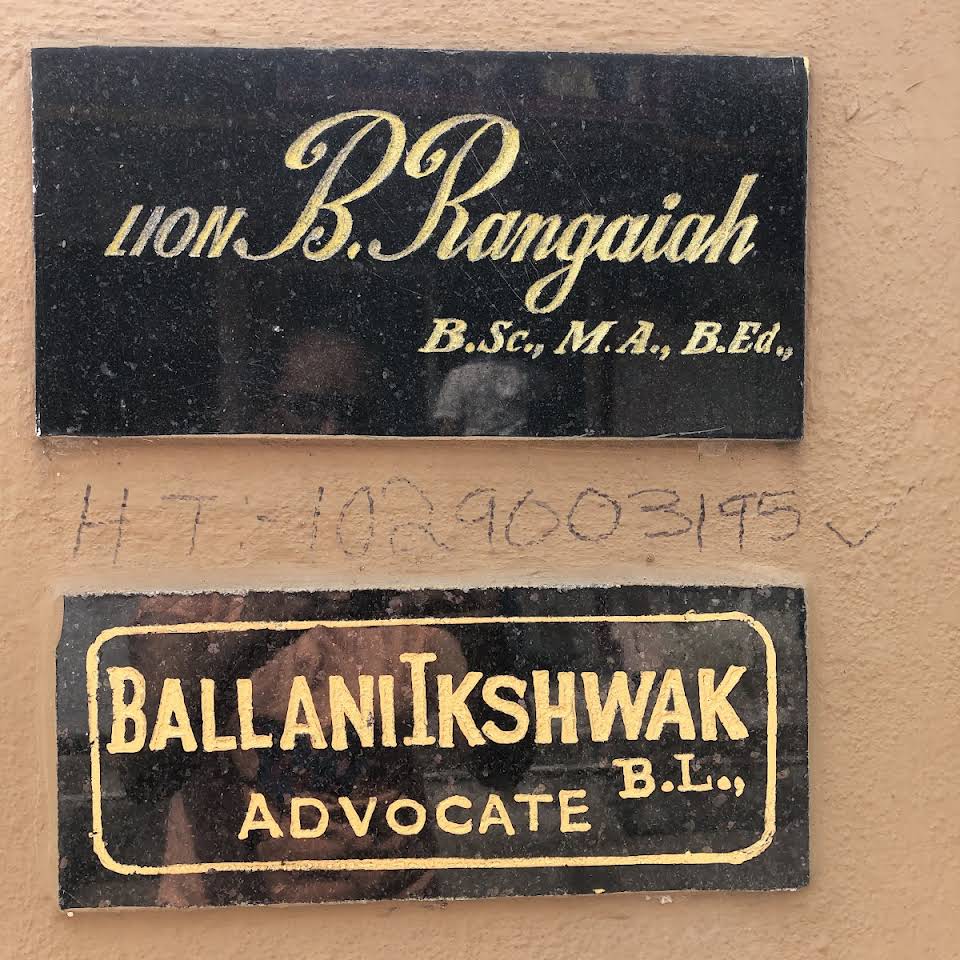 LION B. Rangaiah
B.Sc., M.A., B.Ed.,
HT:-1029003195
BALLANI IKSHWAK
B.L.,
ADVOCATE